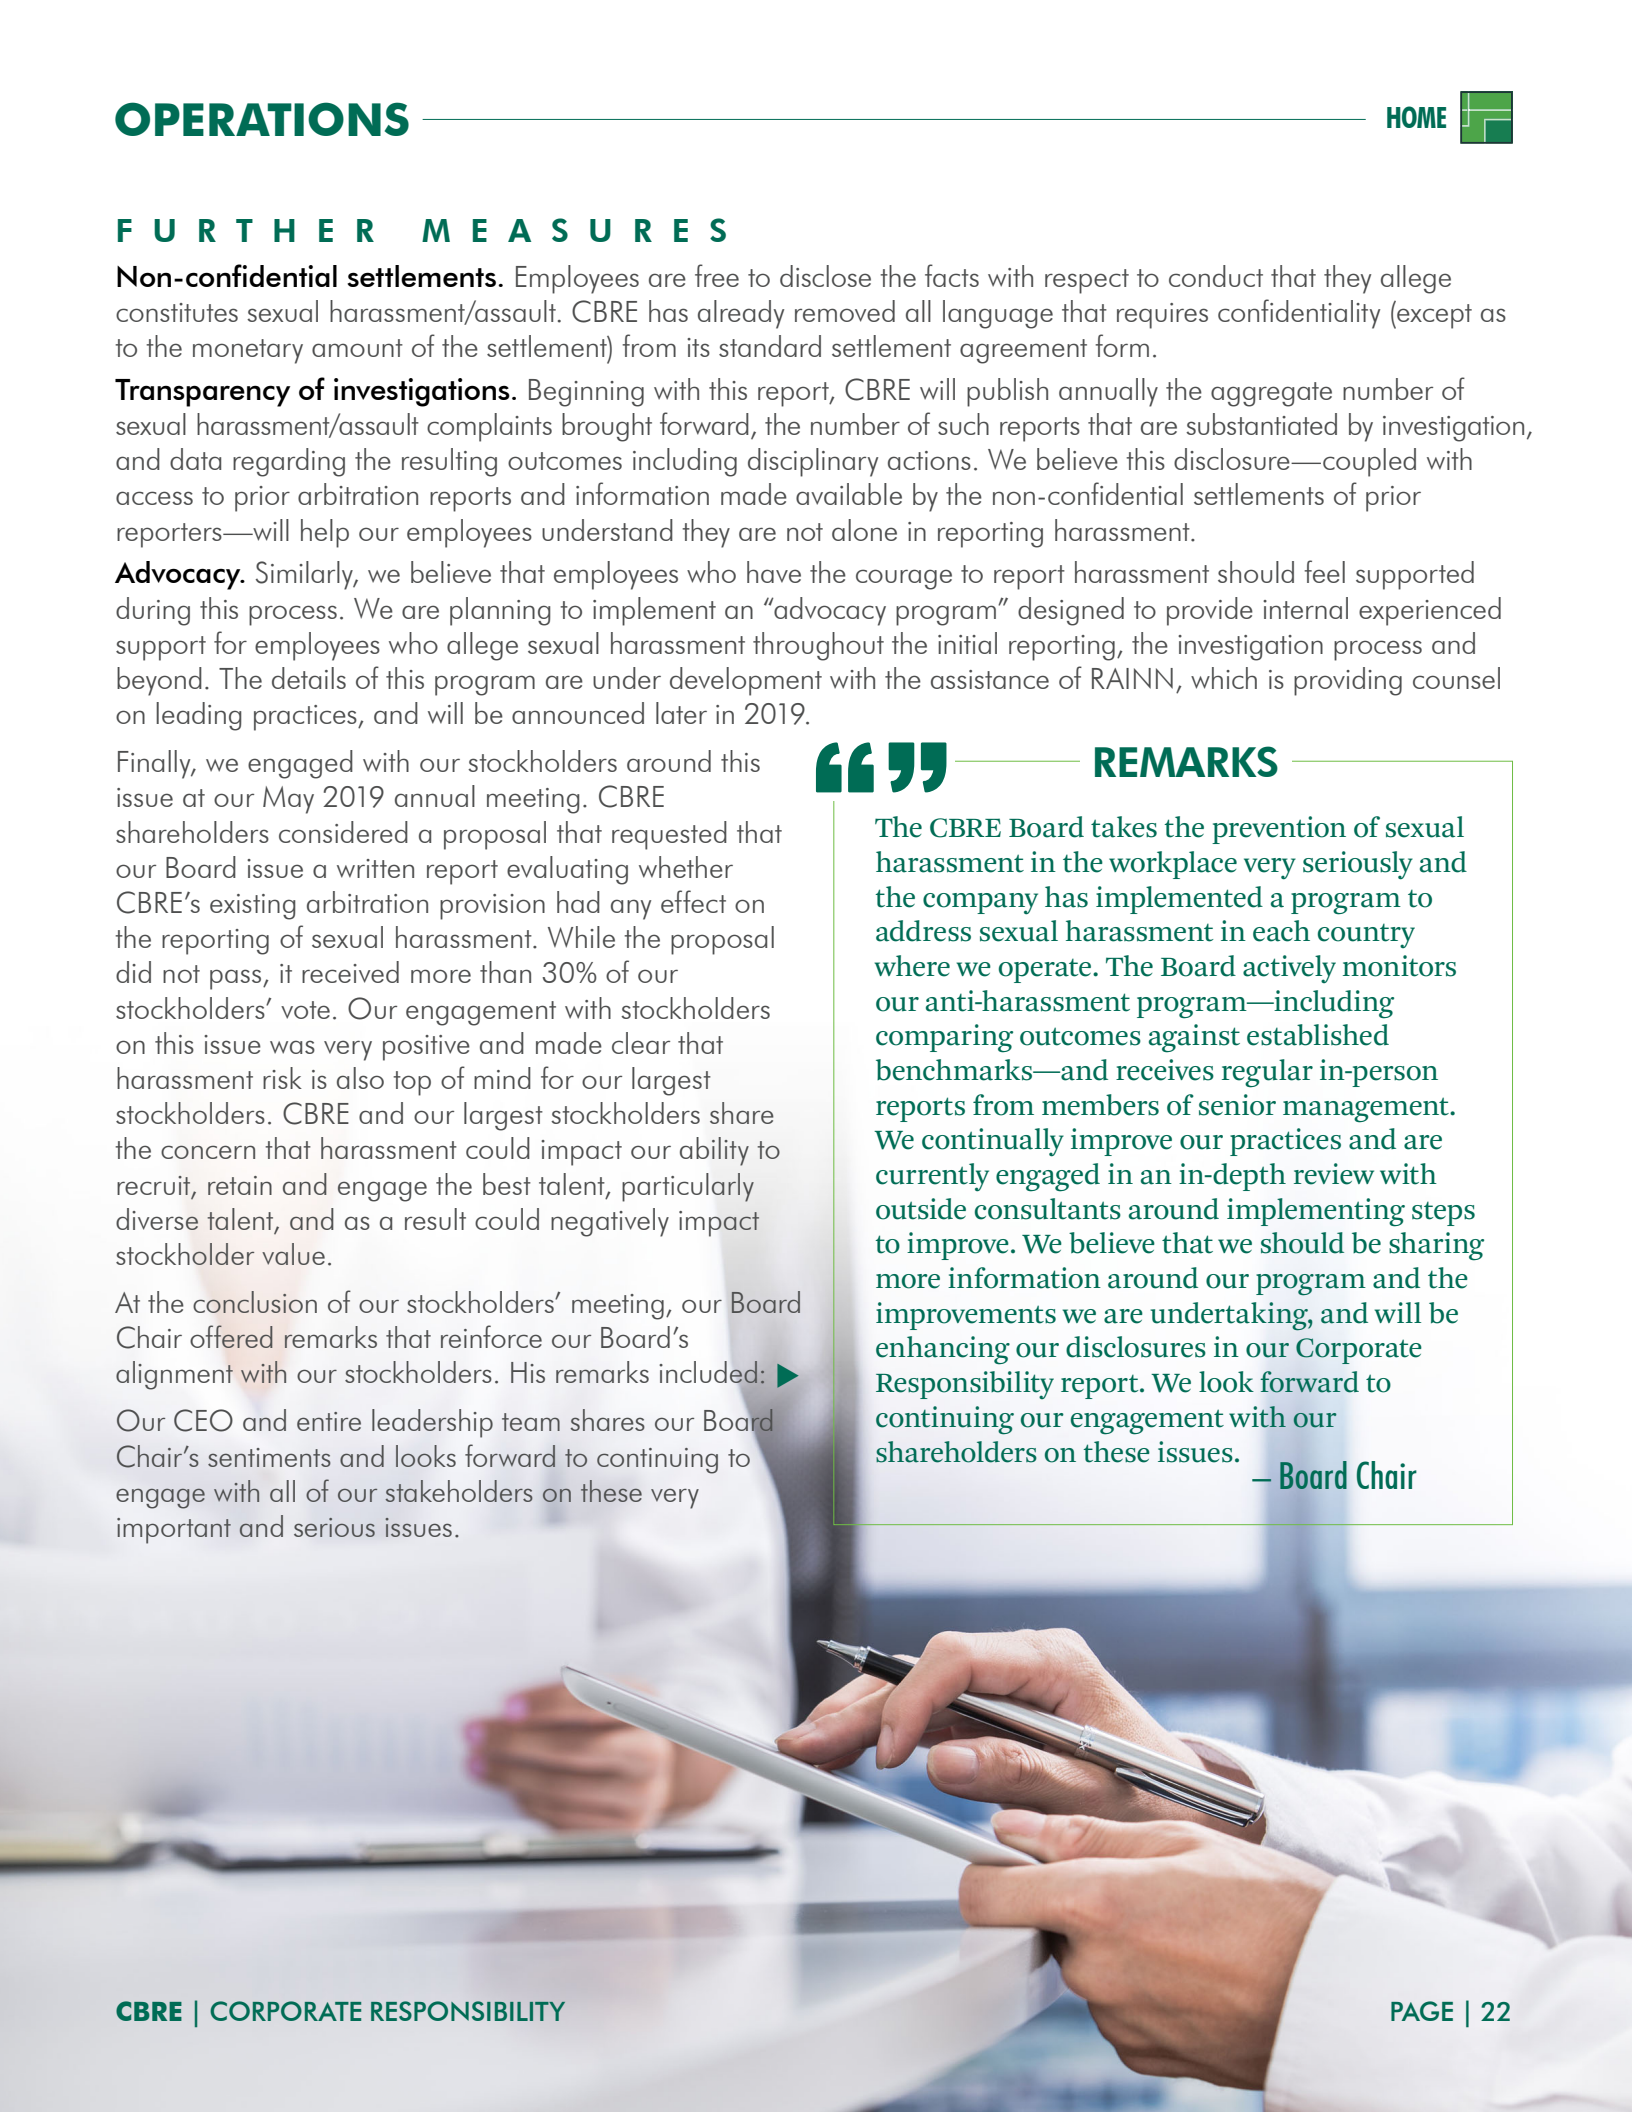 OPERATIONS
HOME
FURTHER MEASURES
Non-confidential settlements. Employees are free to disclose the facts with respect to conduct that they allege
constitutes sexual harassment/assault. CBRE has already removed all language that requires confidentiality (except as
to the monetary amount of the settlement) from its standard settlement agreement form.
Transparency of investigations. Beginning with this report, CBRE will publish annually the aggregate number of
sexual harassment/assault complaints brought forward, the number of such reports that are substantiated by investigation,
and data regarding the resulting outcomes including disciplinary actions. We believe this disclosure—coupled with
access to prior arbitration reports and information made available by the non-confidential settlements of prior
reporters—will help our employees understand they are not alone in reporting harassment.
Advocacy. Similarly, we believe that employees who have the courage to report harassment should feel supported
during this process. We are planning to implement an “advocacy program” designed to provide internal experienced
support for employees who allege sexual harassment throughout the initial reporting, the investigation process and
beyond. The details of this program are under development with the assistance of RAINN, which is providing counsel
on leading practices, and will be announced later in 2019.
Finally, we engaged with our stockholders around this
issue at our May 2019 annual meeting. CBRE
shareholders considered a proposal that requested that
our Board issue a written report evaluating whether
CBRE’s existing arbitration provision had any effect on
the reporting of sexual harassment. While the proposal
did not pass, it received more than 30% of our
stockholders’ vote. Our engagement with stockholders
on this issue was very positive and made clear that
harassment risk is also top of mind for our largest
stockholders. CBRE and our largest stockholders share
the concern that harassment could impact our ability to
recruit, retain and engage the best talent, particularly
diverse talent, and as a result could negatively impact
stockholder value.
At the conclusion of our stockholders’ meeting, our Board
Chair offered remarks that reinforce our Board’s
alignment with our stockholders. His remarks included: ▶
Our CEO and entire leadership team shares our Board
Chair’s sentiments and looks forward to continuing to
engage with all of our stakeholders on these very
important and serious issues.
“” REMARKS
The CBRE Board takes the prevention of sexual
harassment in the workplace very seriously and
the company has implemented a program to
address sexual harassment in each country
where we operate. The Board actively monitors
our anti-harassment program—including
comparing outcomes against established
benchmarks—and receives regular in-person
reports from members of senior management.
We continually improve our practices and are
currently engaged in an in-depth review with
outside consultants around implementing steps
to improve. We believe that we should be sharing
more information around our program and the
improvements we are undertaking, and will be
enhancing our disclosures in our Corporate
Responsibility report. We look forward to
continuing our engagement with our
shareholders on these issues.
– Board Chair
CBRE | CORPORATE RESPONSIBILITY
PAGE | 22